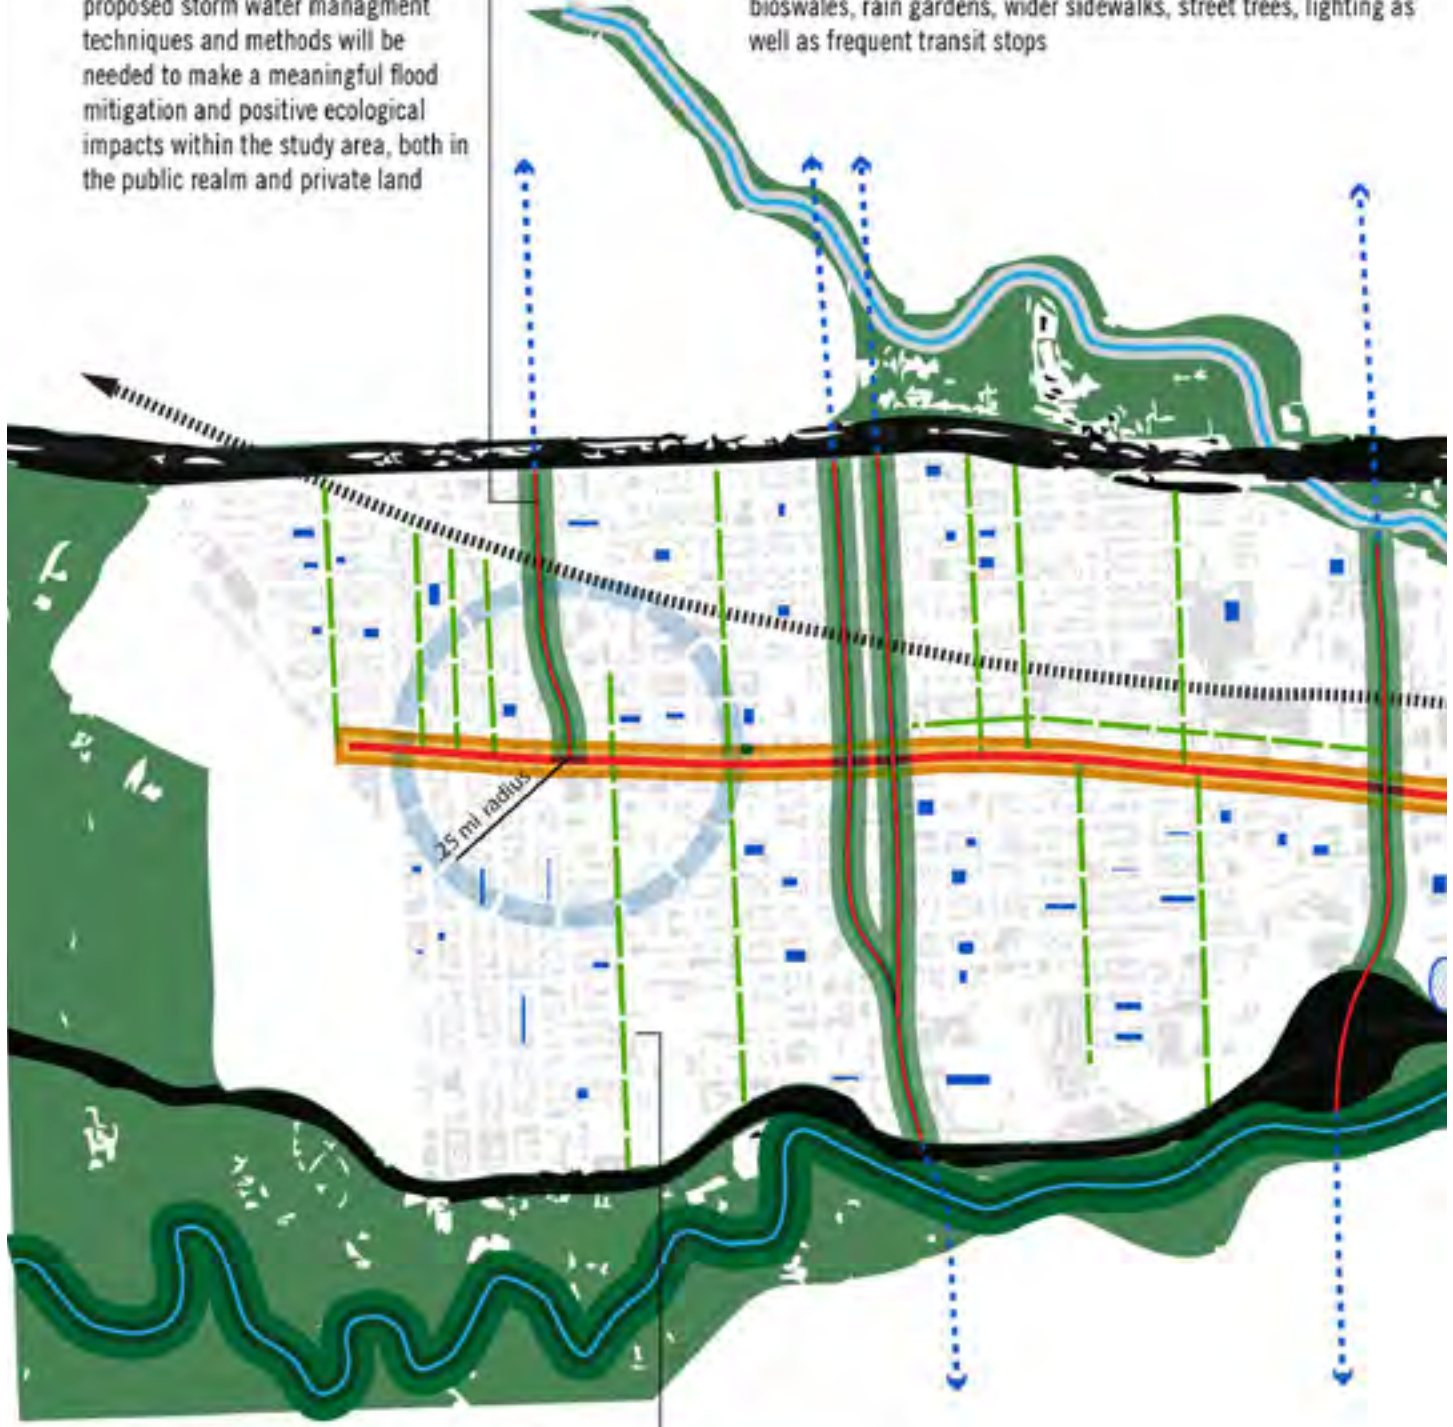 proposed storm water managment
techniques and methods will be
needed to make a meaningful flood
mitigation and positive ecological
impacts within the study area, both in
the public realm and private land
bioswales, rain gardens, wider sidewalks, street trees, lighting as
well as frequent transit stops
.25 mi radius